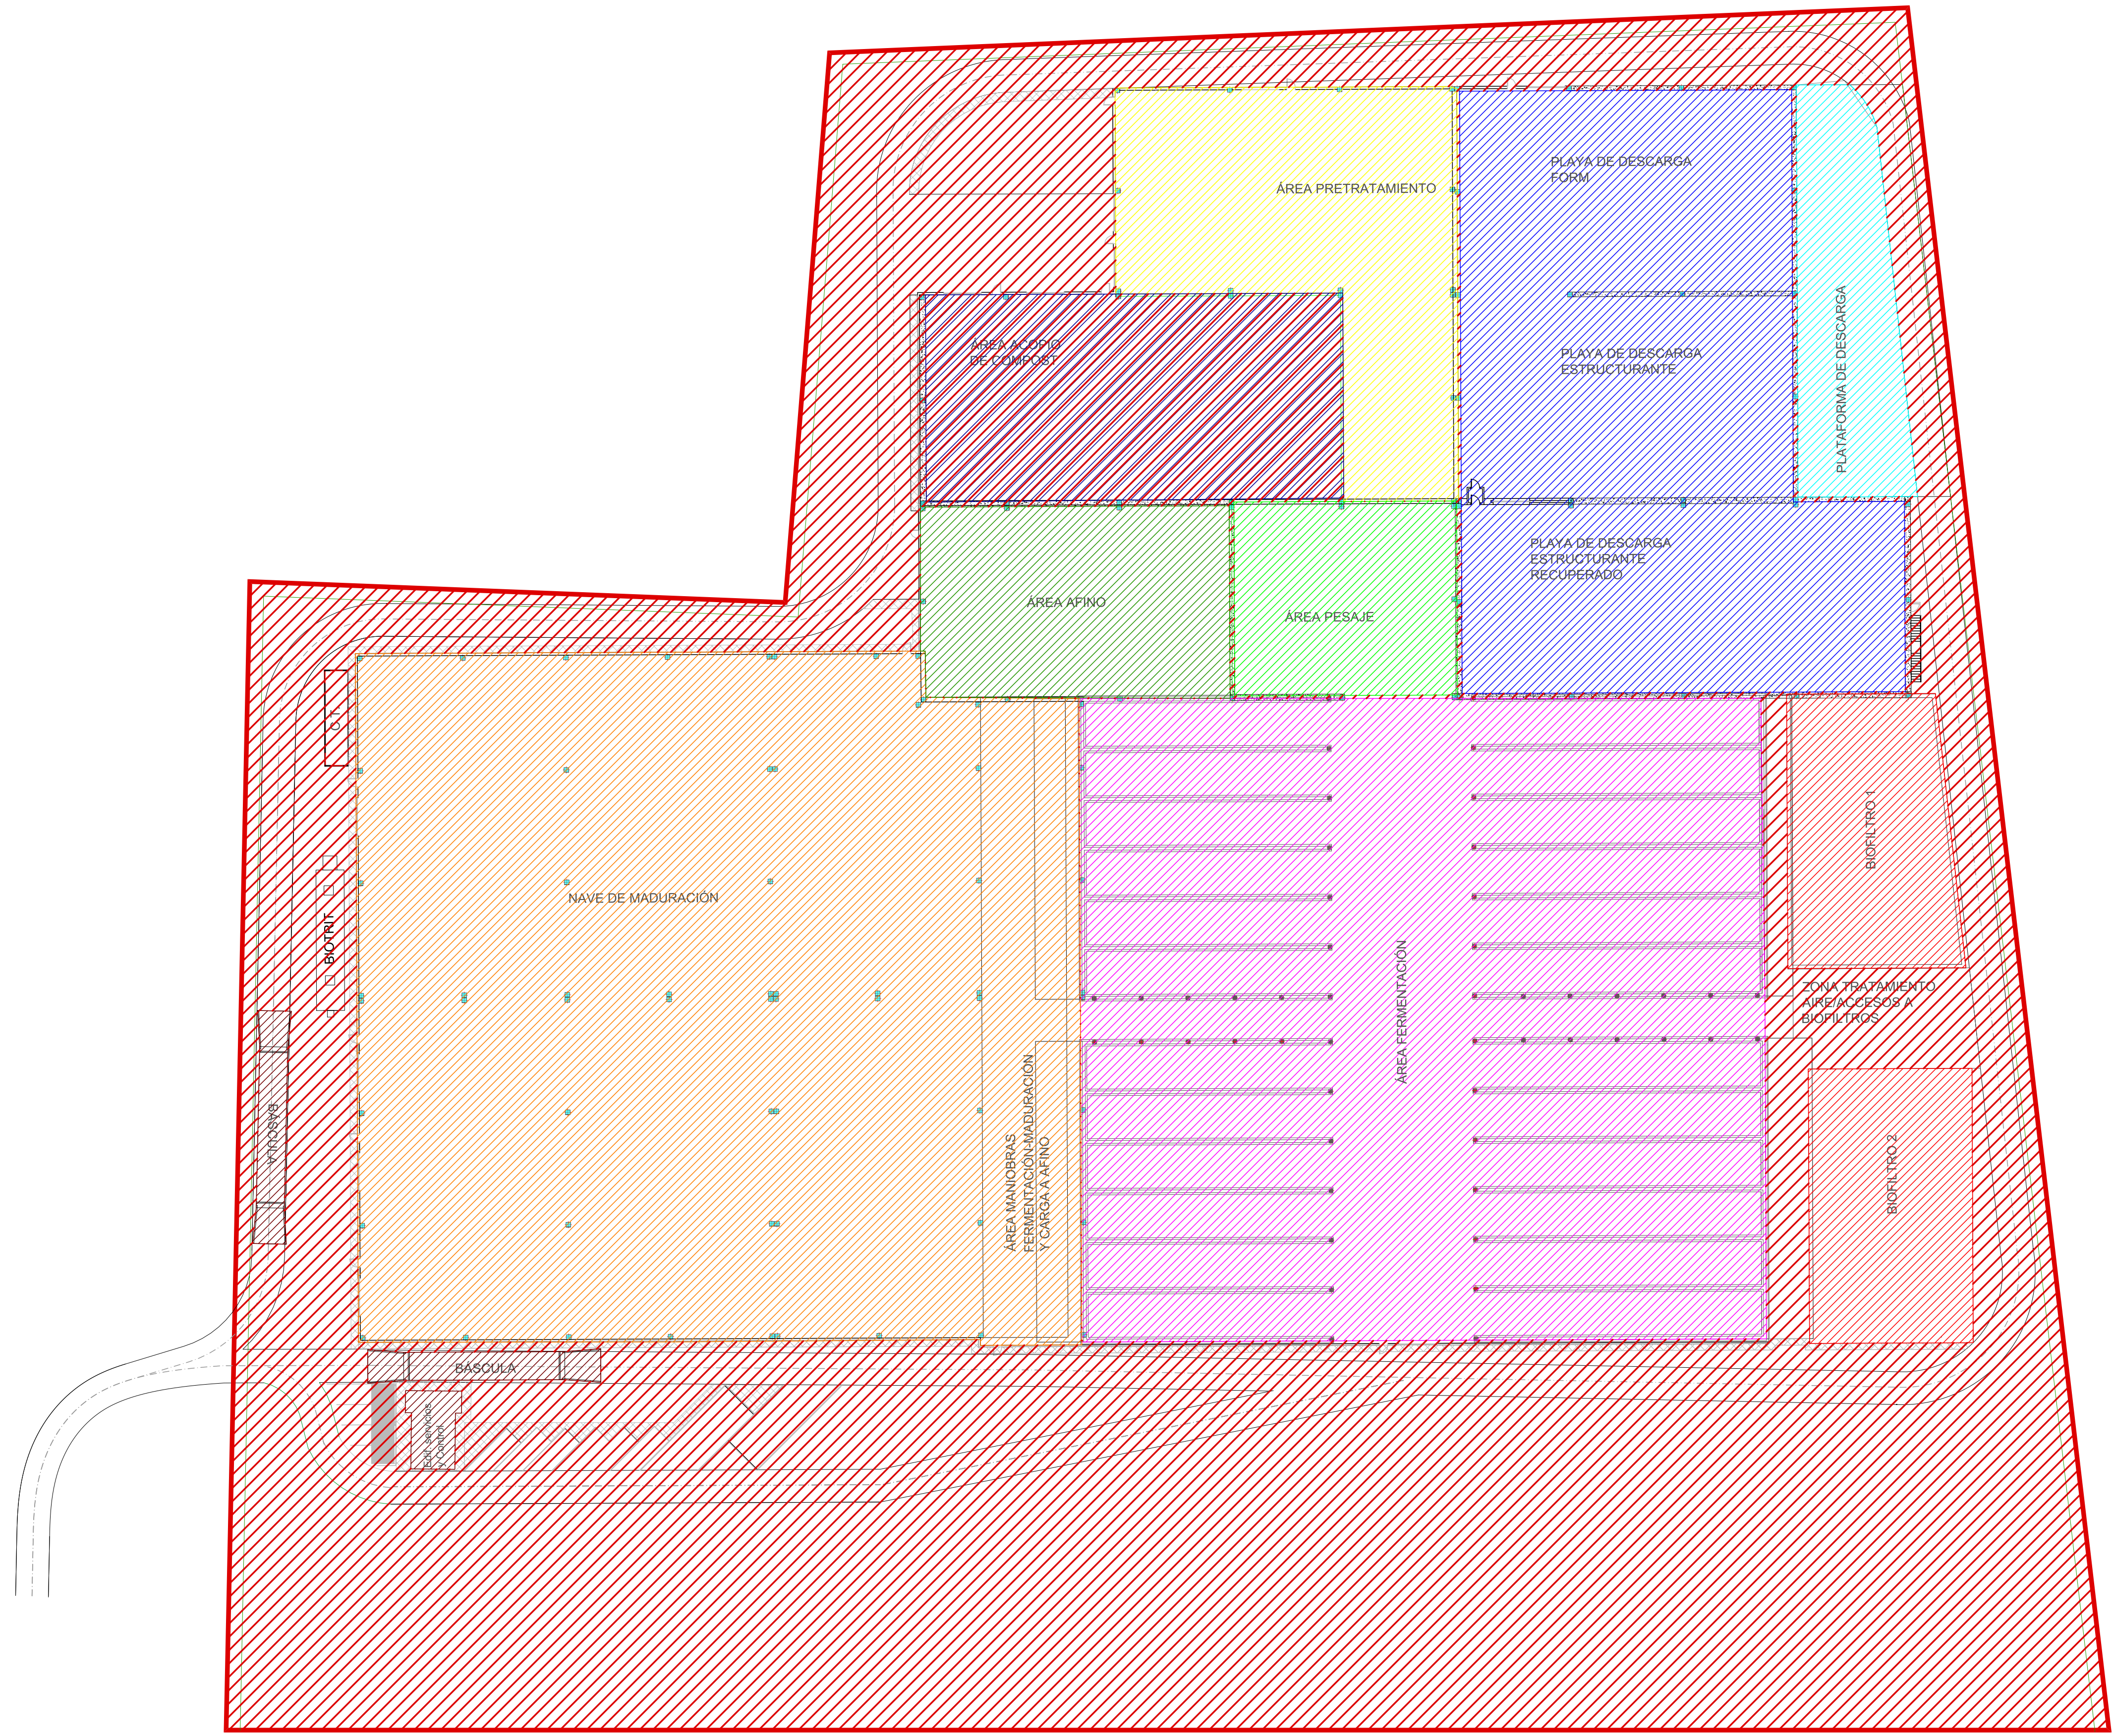 PLAYA DE DESCARGA
FORM
ÁREA PRETRATAMIENTO
ÁREA ACOPIO
DE COMPOST
PLAYA DE DESCARGA
ESTRUCTURANTE
PLATAFORMA DE DESCARGA
PLAYA DE DESCARGA
ESTRUCTURANTE
RECUPERADO
ÁREA AFINO
ÁREA PESAJE
C.T.
BIOFILTRO 1
NAVE DE MADURACIÓN
BIOTRIT
ÁREA FERMENTACIÓN
ZONA TRATAMIENTO
AIRE/ACCESOS A
BIOFILTROS
BÁSCULA
ÁREA MANIOBRAS
FERMENTACIÓN-MADURACIÓN
Y CARGA A AFINO
BIOFILTRO 2
BÁSCULA
Edif. servicios
y Control